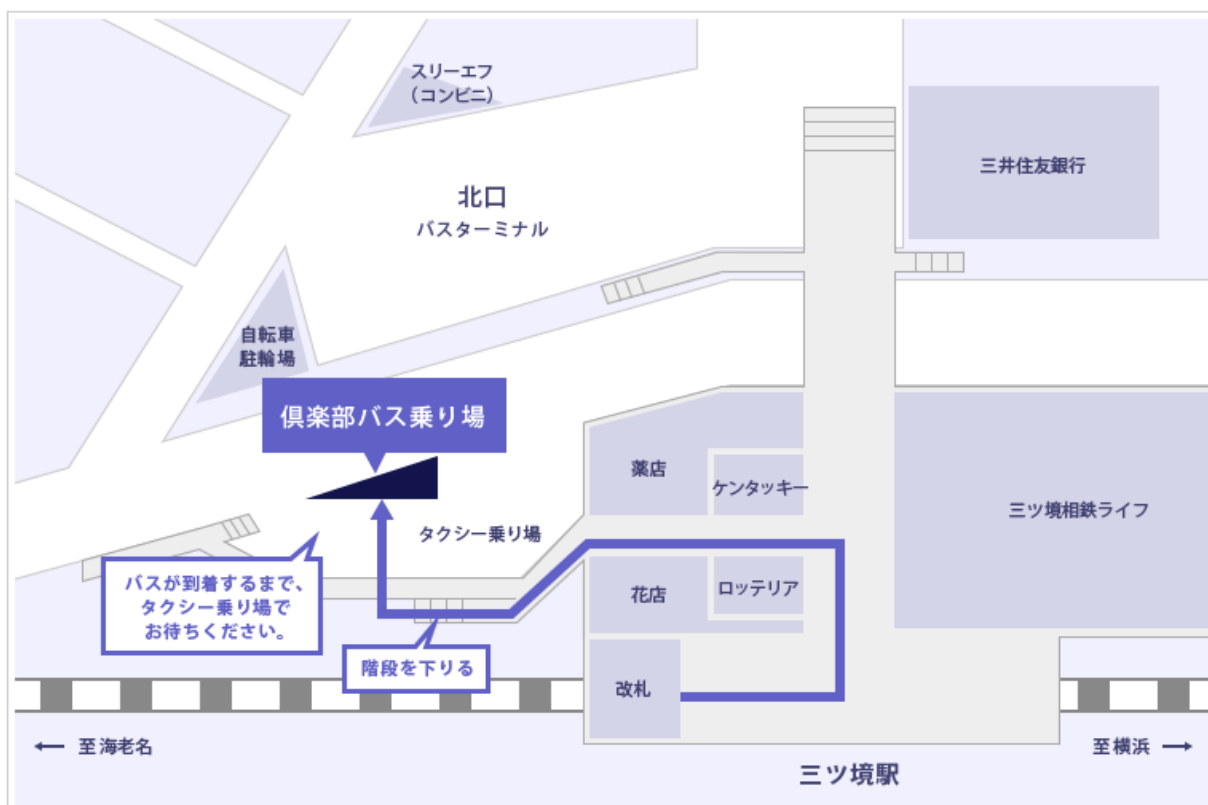 スリーエフ
（コンビニ）
三井住友銀行
北口
バスターミナル
自転車
駐輪場
倶楽部バス乗り場
薬店
ケンタッキー
三ツ境相鉄ライフ
タクシー乗り場
バスが到着するまで、
タクシー乗り場で
お待ちください。
花店
ロッテリア
階段を下りる
改札
← 至海老名
至横浜 →
三ツ境駅